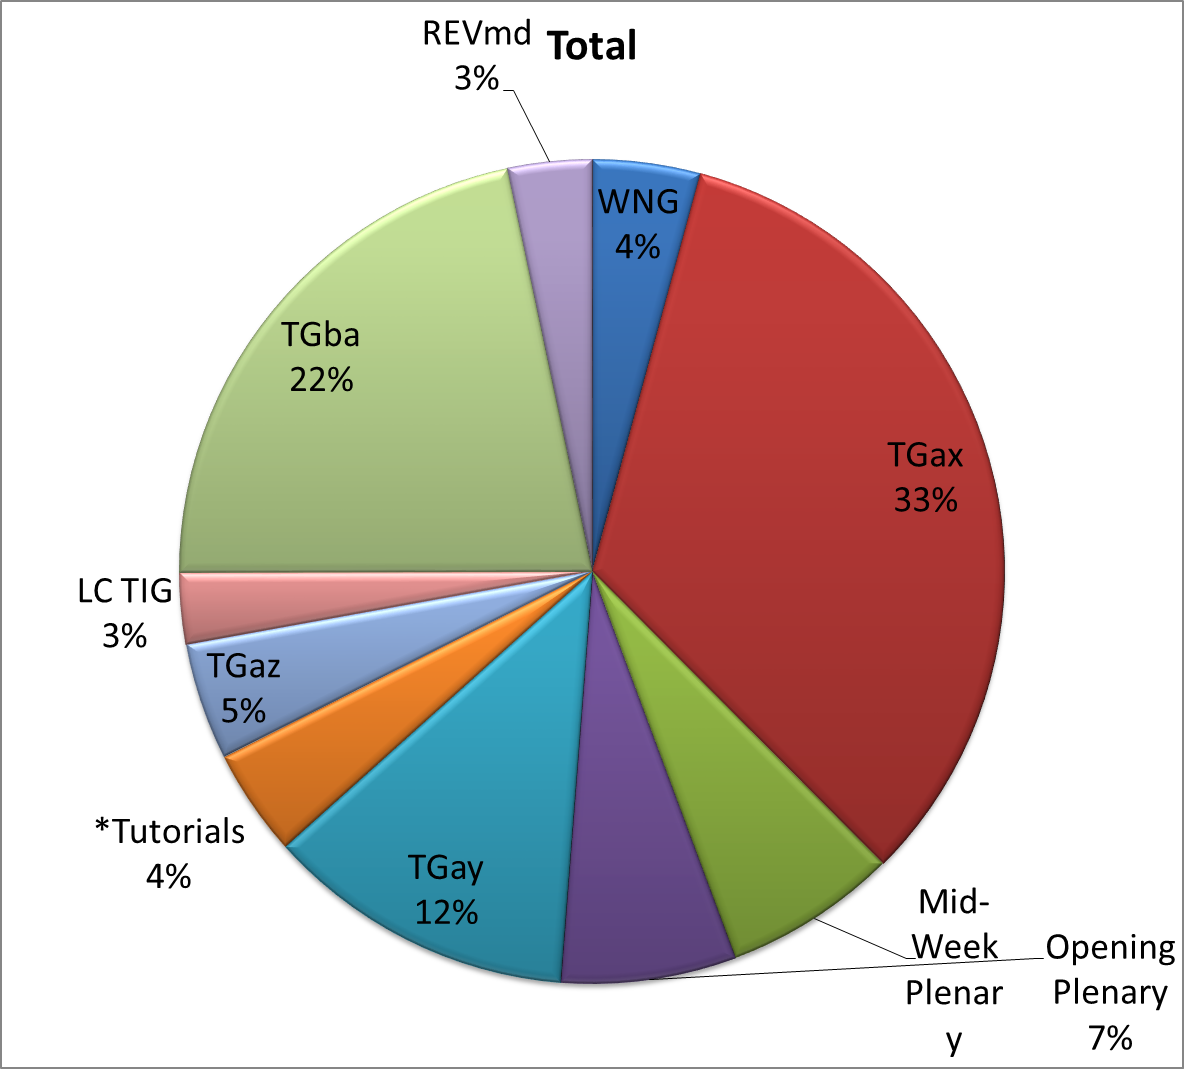 Total
REVmd
3%
WNG
4%
TGax
33%
Mid-
Week
Plenar
y
Opening
Plenary
7%
TGay
12%
*Tutorials
4%
TGaz
5%
LC TIG
3%
TGba
22%